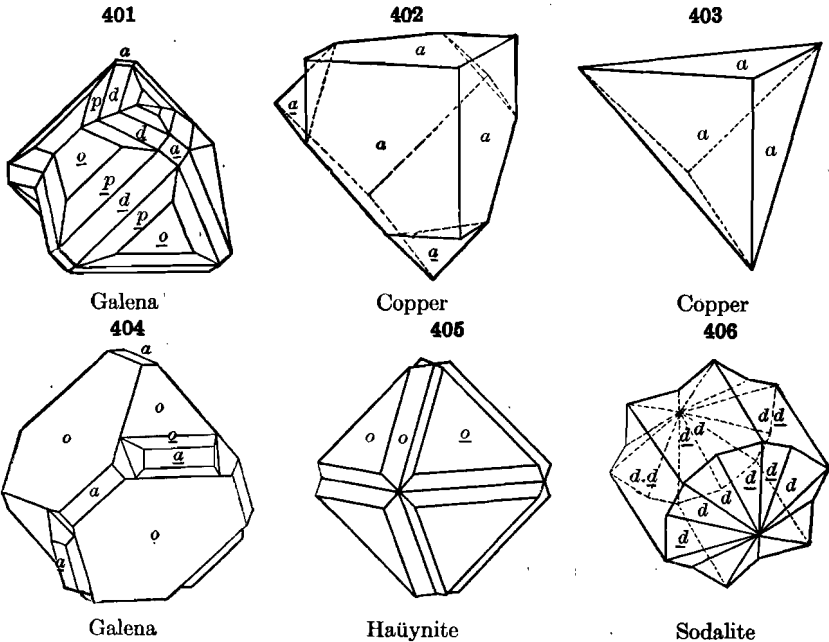 401 402 403
a
p d
d
o a
p
d
p
o
a
a
a
a
a
a
a
a
Galena Copper Copper
404 405 406
a
o
o
o
a
a
o
a
o o o
d d
d d
d. d
d d
d d
d
d
Galena Haüynite Sodalite